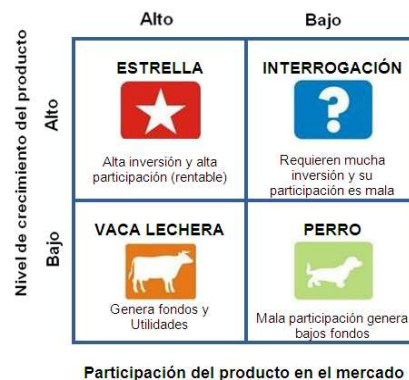 Alto
Bajo
Nivel de crecimiento del producto
Alto
Bajo
ESTRELLA
Alta inversión y alta
participación (rentable)
INTERROGACIÓN
?
Requieren mucha
inversión y su
participación es mala
VACA LECHERA
Genera fondos y
Utilidades
PERRO
Mala participación genera
bajos fondos
Participación del producto en el mercado